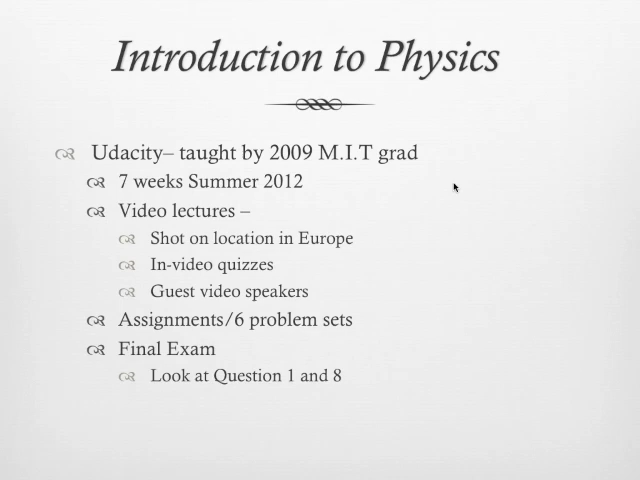 Introduction to Physics
Udacity– taught by 2009 M.I.T grad
7 weeks Summer 2012
Video lectures –
Shot on location in Europe
In-video quizzes
Guest video speakers
Assignments/6 problem sets
Final Exam
Look at Question 1 and 8